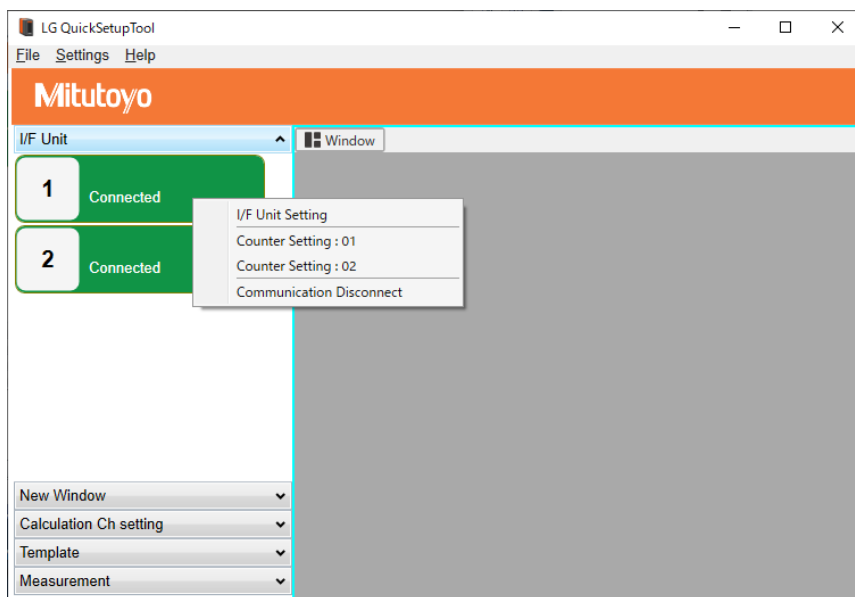 LG QuickSetupTool
File Settings Help
Mitutoyo
I/F Unit
Window
1
Connected
2
Connected
I/F Unit Setting
Counter Setting : 01
Counter Setting : 02
Communication Disconnect
New Window
Calculation Ch setting
Template
Measurement